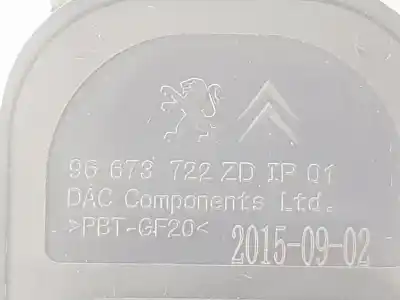 96 673 722 ZD IP 01
DAC Components Ltd.
>PBT-GF20<
2015-09-02